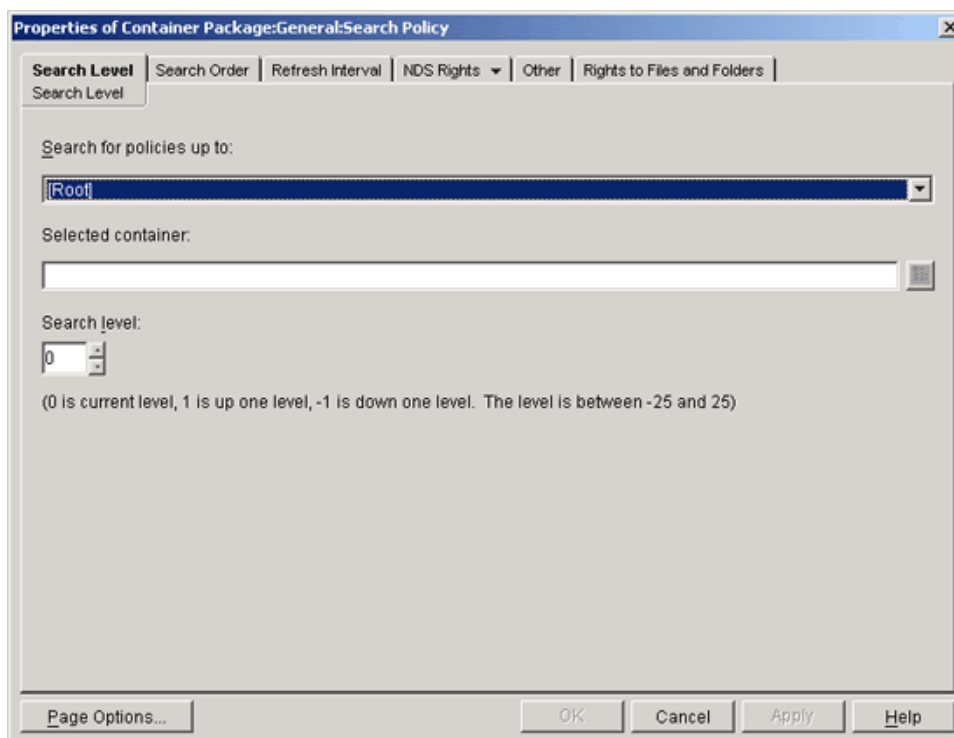 Properties of Container Package:General:Search Policy
Search Level Search Order Refresh Interval NDS Rights Other Rights to Files and Folders
Search Level
Search for policies up to:
[Root]
Selected container:
Search level:
0
(0 is current level, 1 is up one level, -1 is down one level. The level is between -25 and 25)
Page Options... OK Cancel Apply Help